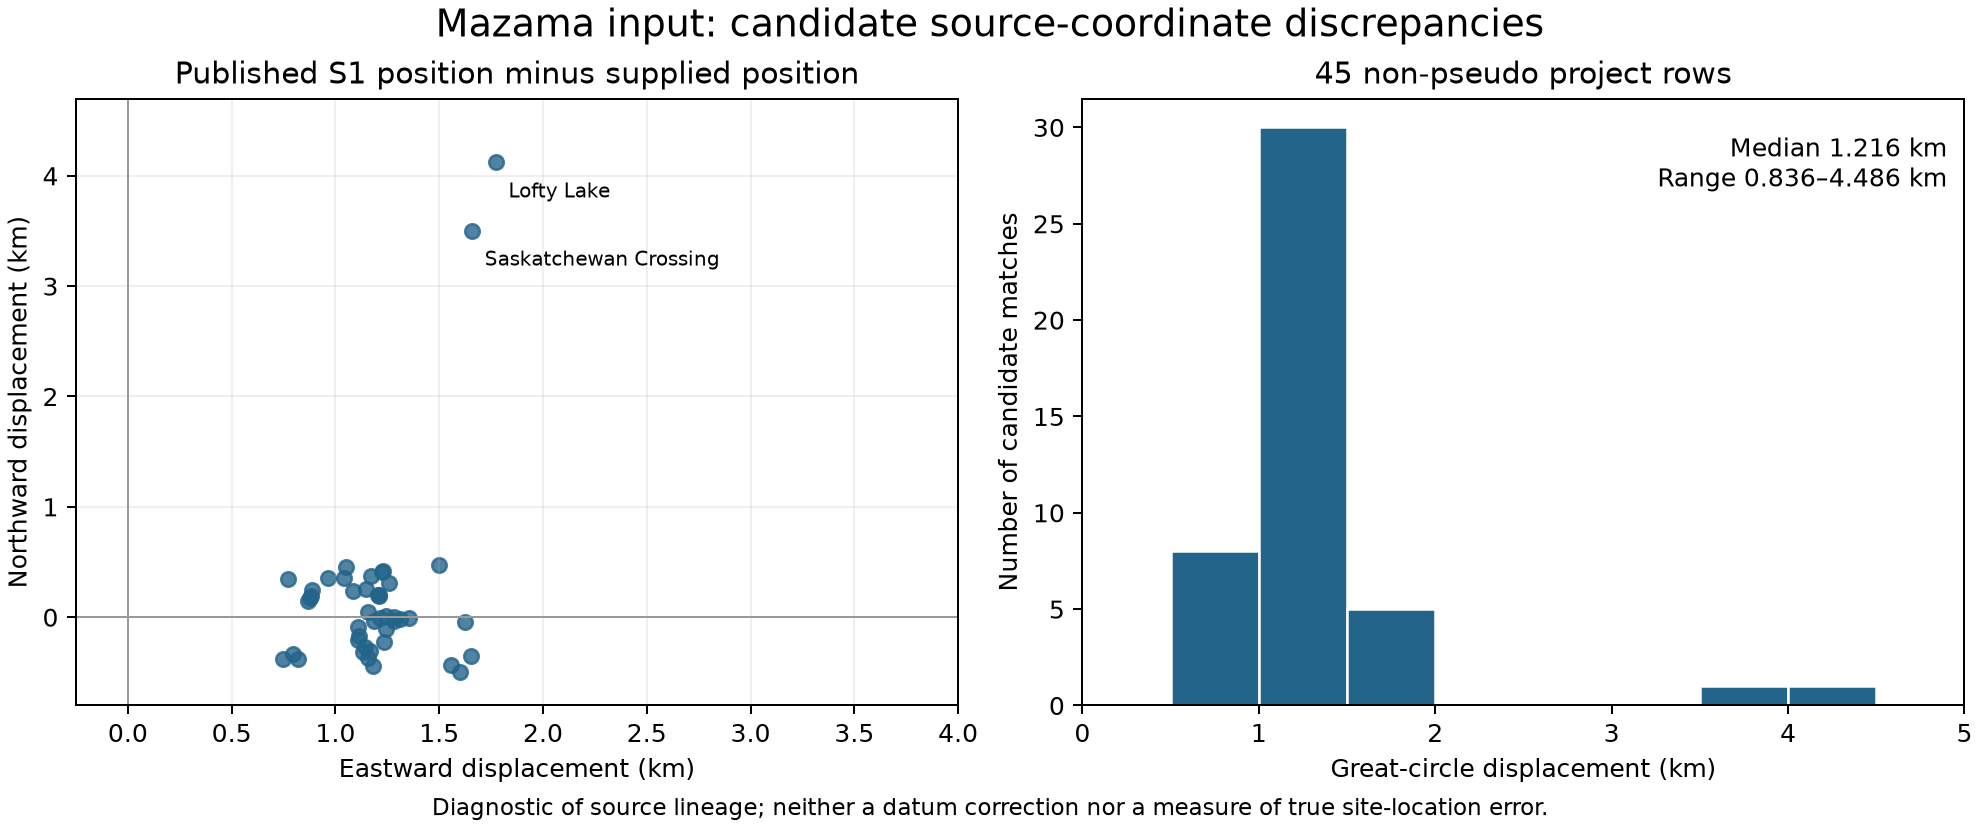 Mazama input: candidate source-coordinate discrepancies
Published S1 position minus supplied position
Northward displacement (km)
4
3
2
1
0
Lofty Lake
Saskatchewan Crossing
0.0 0.5 1.0 1.5 2.0 2.5 3.0 3.5 4.0
Eastward displacement (km)
45 non-pseudo project rows
Number of candidate matches
30
25
20
15
10
5
0
Median 1.216 km
Range 0.836–4.486 km
0 1 2 3 4 5
Great-circle displacement (km)
Diagnostic of source lineage; neither a datum correction nor a measure of true site-location error.